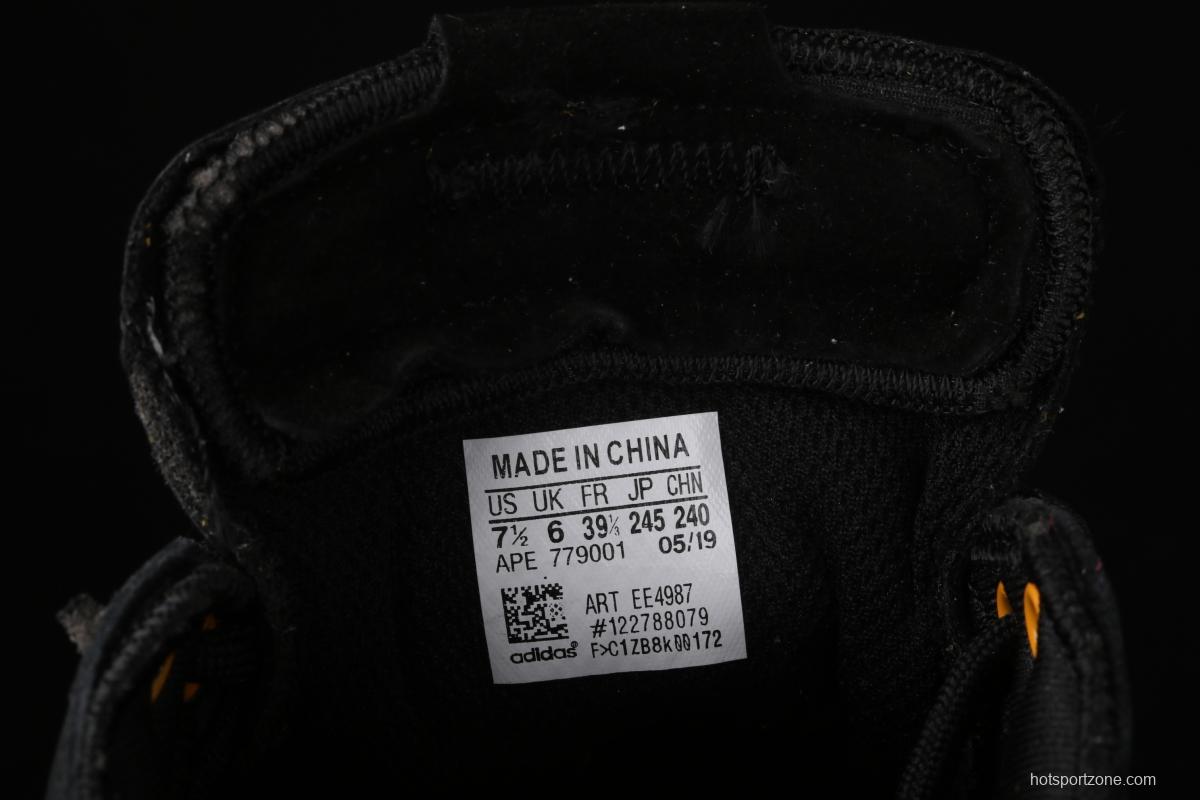 MADE IN CHINA
US UK FR JP CHN
7½ 6 39⅓ 245 240
APE 779001 05/19
ART EE4987
#122788079
adidas® F>C1ZB8k00172
hotsportzone.com